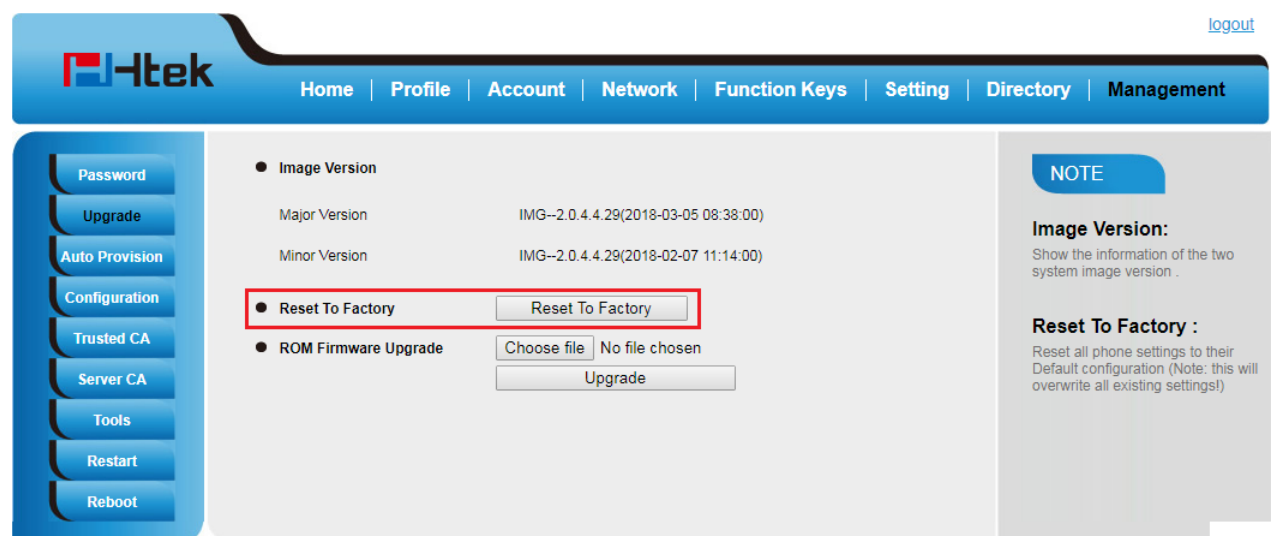 logout
Htek
Home | Profile | Account | Network | Function Keys | Setting | Directory | Management
Password
Upgrade
Auto Provision
Configuration
Trusted CA
Server CA
Tools
Restart
Reboot
Image Version
Major Version IMG--2.0.4.4.29(2018-03-05 08:38:00)
Minor Version IMG--2.0.4.4.29(2018-02-07 11:14:00)
Reset To Factory Reset To Factory
ROM Firmware Upgrade Choose file No file chosen
Upgrade
NOTE
Image Version:
Show the information of the two
system image version .
Reset To Factory :
Reset all phone settings to their
Default configuration (Note: this will
overwrite all existing settings!)